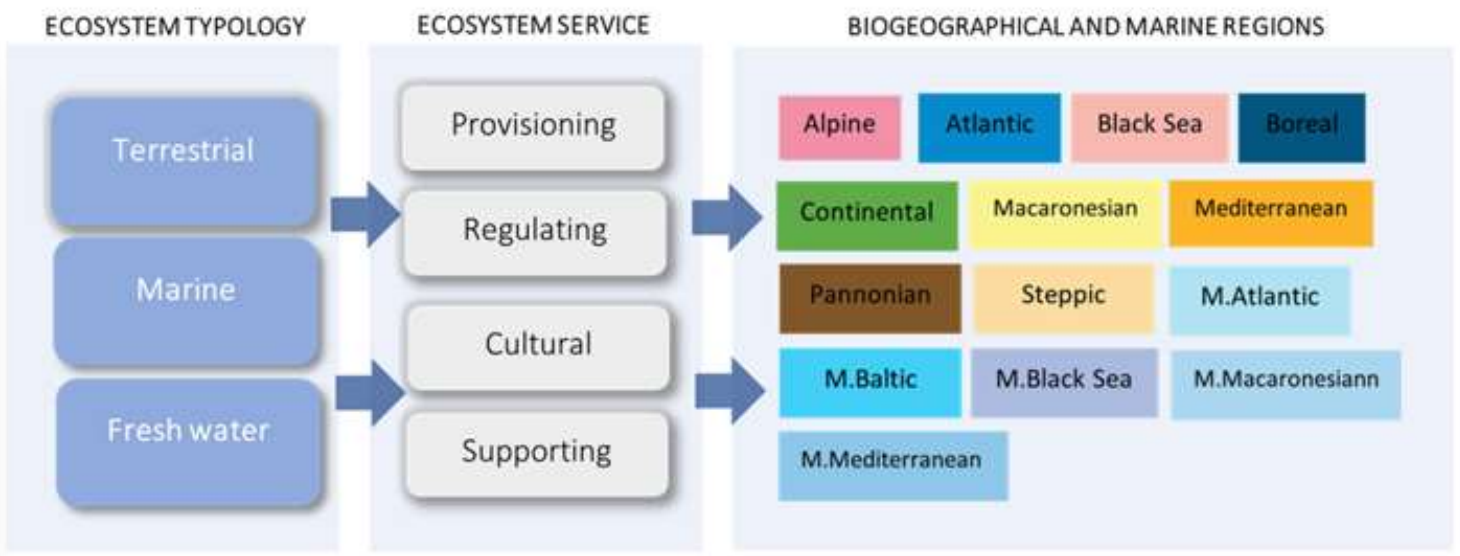 ECOSYSTEM TYPOLOGY
Terrestrial
Marine
Fresh water
ECOSYSTEM SERVICE
Provisioning
Regulating
Cultural
Supporting
BIOGEOGRAPHICAL AND MARINE REGIONS
Alpine
Atlantic
Black Sea
Boreal
Continental
Macaronesian
Mediterranean
Pannonian
Steppic
M.Atlantic
M.Baltic
M.Black Sea
M.Macaronesiann
M.Mediterranean